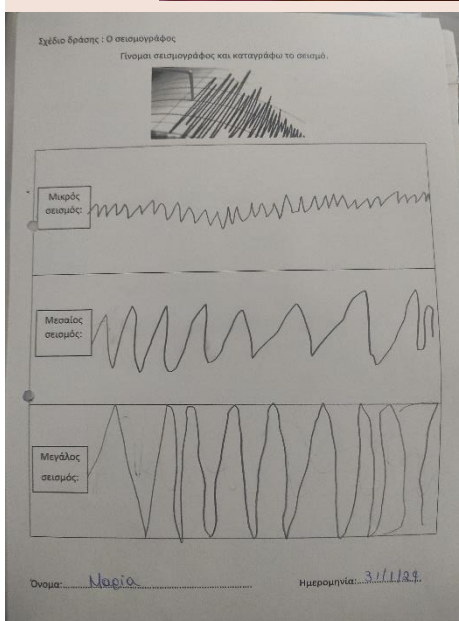 Σχέδιο δράσης : Ο σεισμογράφος
Γίνομαι σεισμογράφος και καταγράφω το σεισμό.
Μικρός
σεισμός:
Μεσαίος
σεισμός:
Μεγάλος
σεισμός:
Όνομα: Μαρία Ημερομηνία: 31/1/24